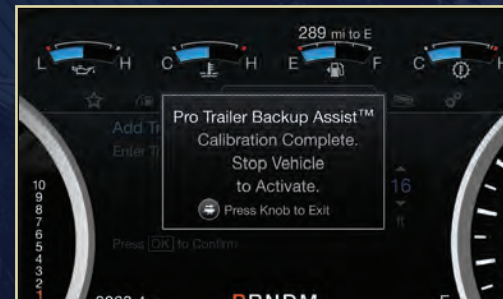 289 mi to E
L H C H E F C H
Add Tr
Enter Tr
Pro Trailer Backup Assist™
Calibration Complete.
Stop Vehicle
to Activate.
Press Knob to Exit
16
ft
Press OK to Confirm
10
9
8
7
6
5
4
3
2
1
PRNDM